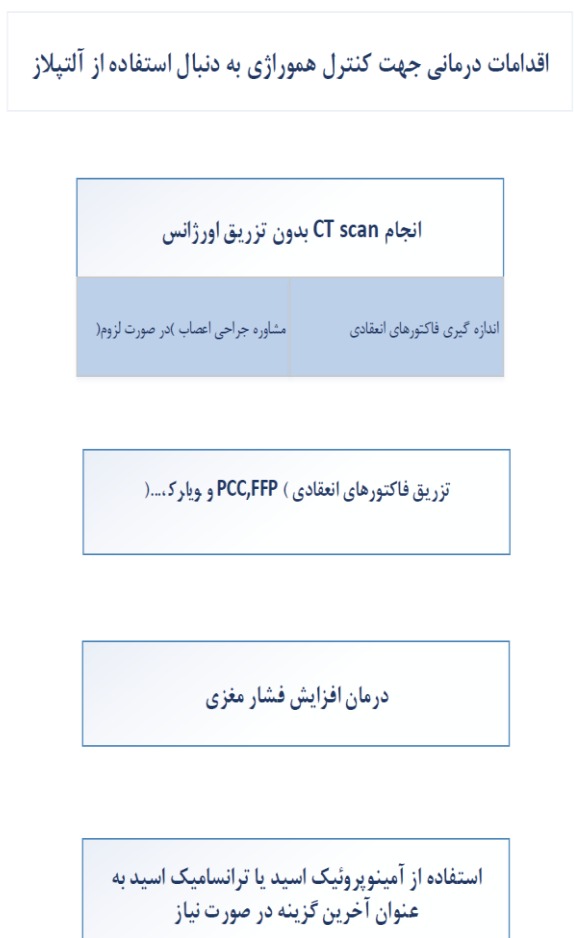 اقدامات درمانی جهت کنترل هموراژی به دنبال استفاده از آلتپلاز
انجام CT scan بدون تزریق اورژانس
اندازه گیری فاکتورهای انعقادی
مشاوره جراحی اعصاب )در صورت لزوم(
تزریق فاکتورهای انعقادی ) PCC,FFP و ...(
درمان افزایش فشار مغزی
استفاده از آمینوپروئیک اسید یا ترانسامیک اسید به
عنوان آخرین گزینه در صورت نیاز